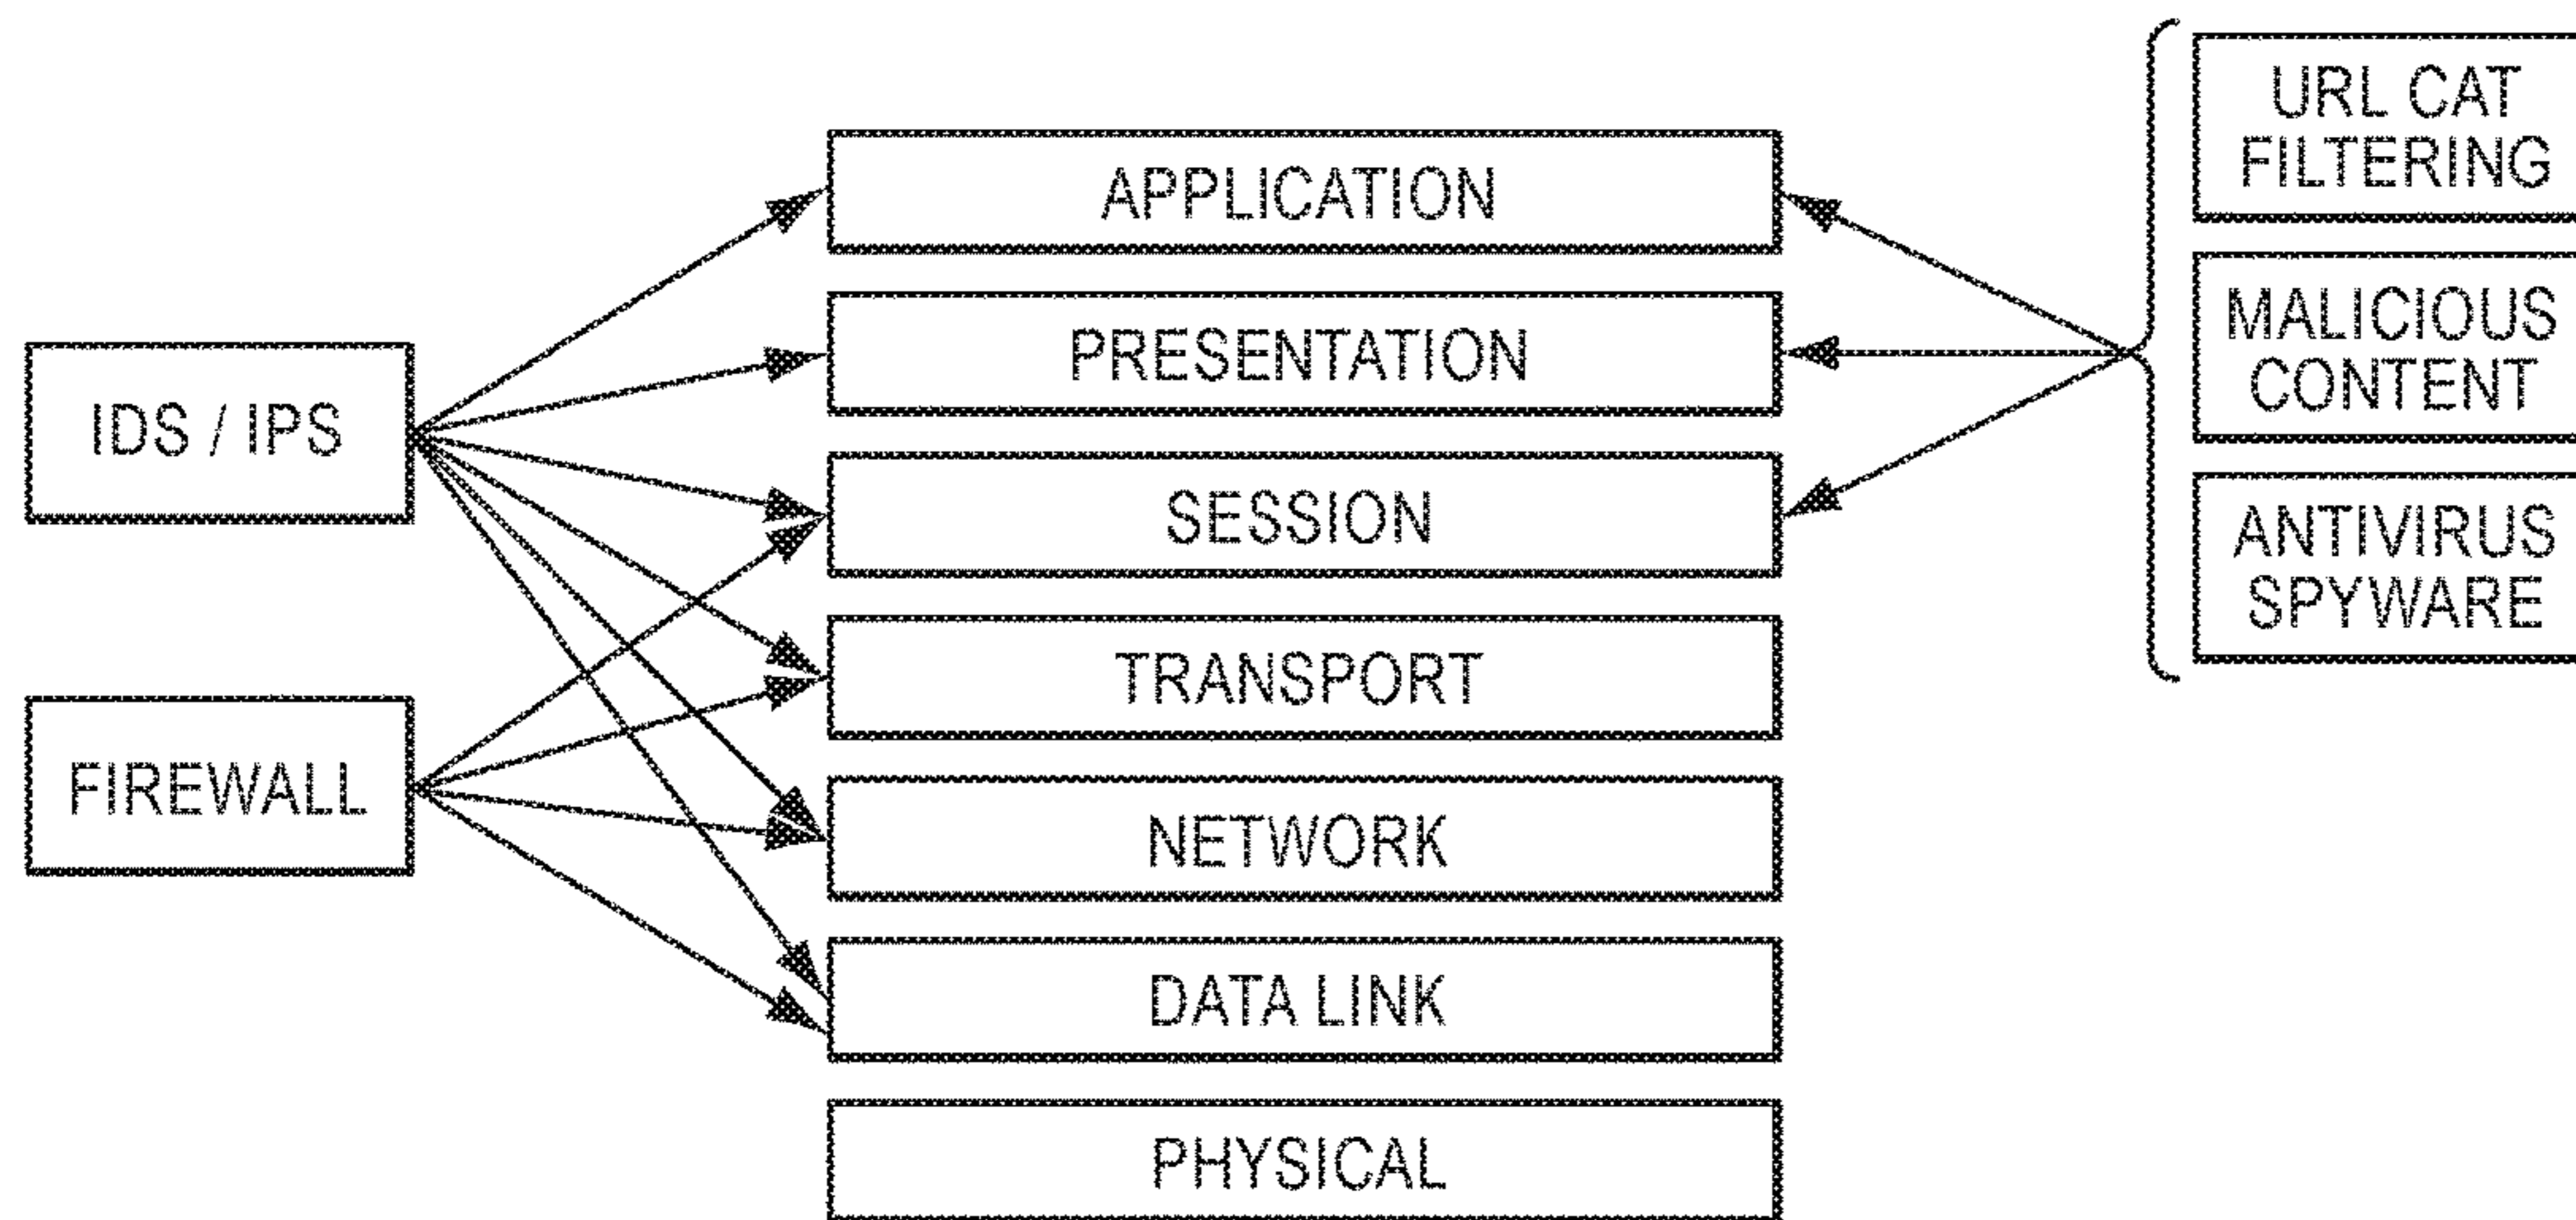 IDS / IPS
FIREWALL
APPLICATION
PRESENTATION
SESSION
TRANSPORT
NETWORK
DATA LINK
PHYSICAL
URL CAT
FILTERING
MALICIOUS
CONTENT
ANTIVIRUS
SPYWARE